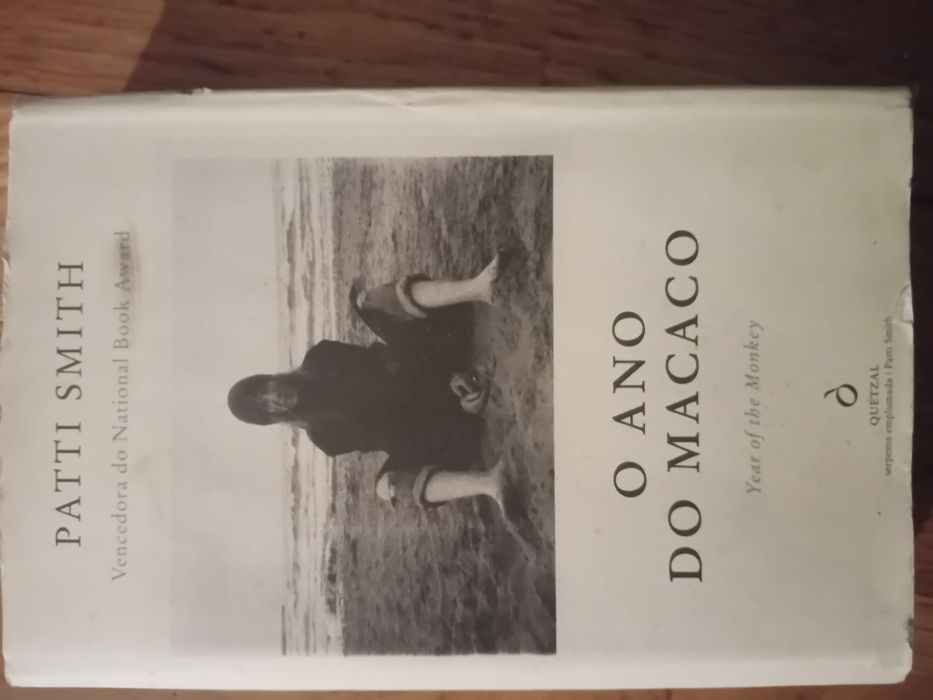 PATTI SMITH
Vencedora do National Book Award
O ANO
DO MACACO
Year of the Monkey
QUETZAL
serpente emplumada | Patti Smith